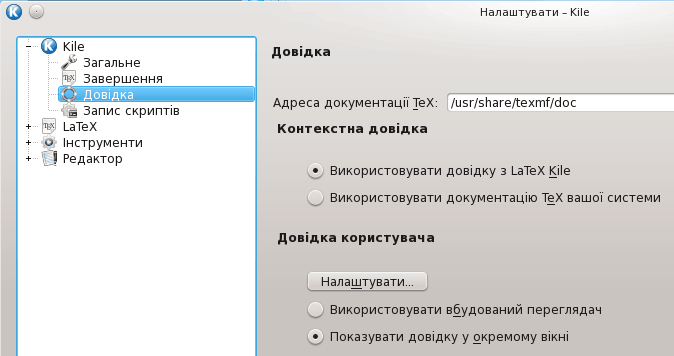 Налаштувати – Kile
Kile
Загальне
Завершення
Довідка
Запис скриптів
LaTeX
Інструменти
Редактор
Довідка
Адреса документації TeX: /usr/share/texmf/doc
Контекстна довідка
Використовувати довідку з LaTeX Kile
Використовувати документацію TeX вашої системи
Довідка користувача
Налаштувати...
Використовувати вбудований переглядач
Показувати довідку у окремому вікні